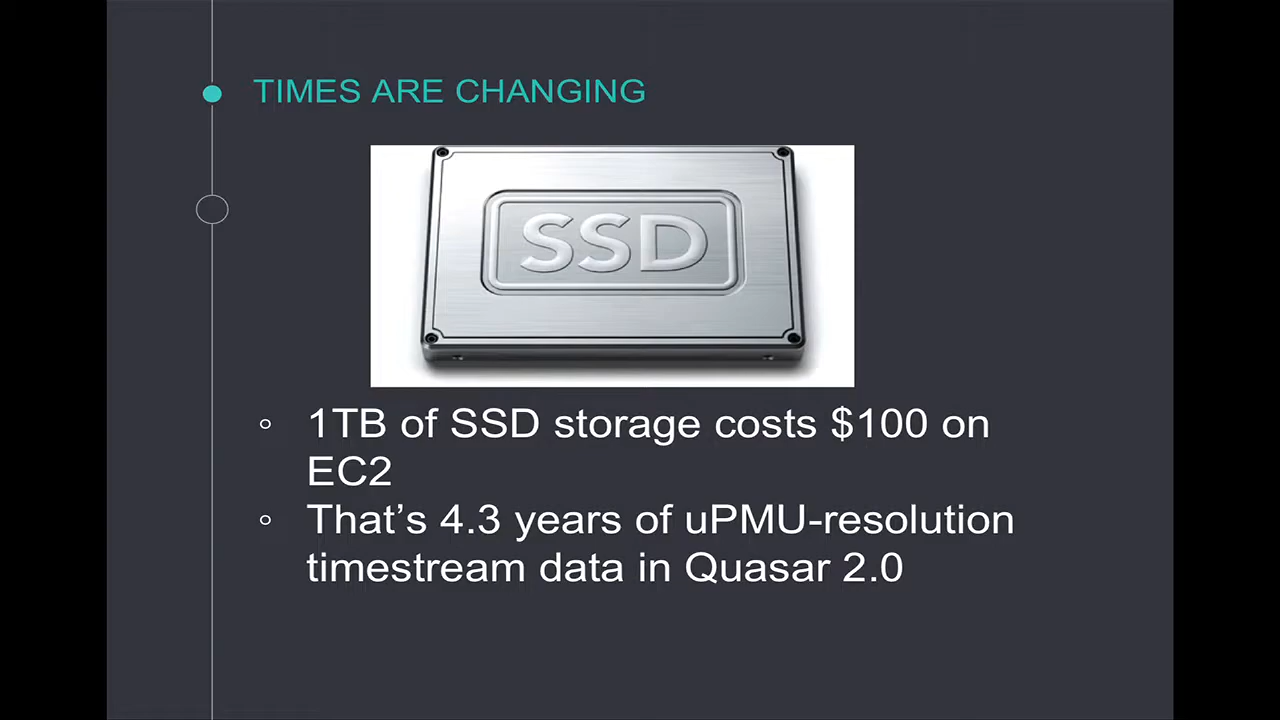 TIMES ARE CHANGING
SSD
1TB of SSD storage costs $100 on
EC2
That’s 4.3 years of uPMU-resolution
timestream data in Quasar 2.0